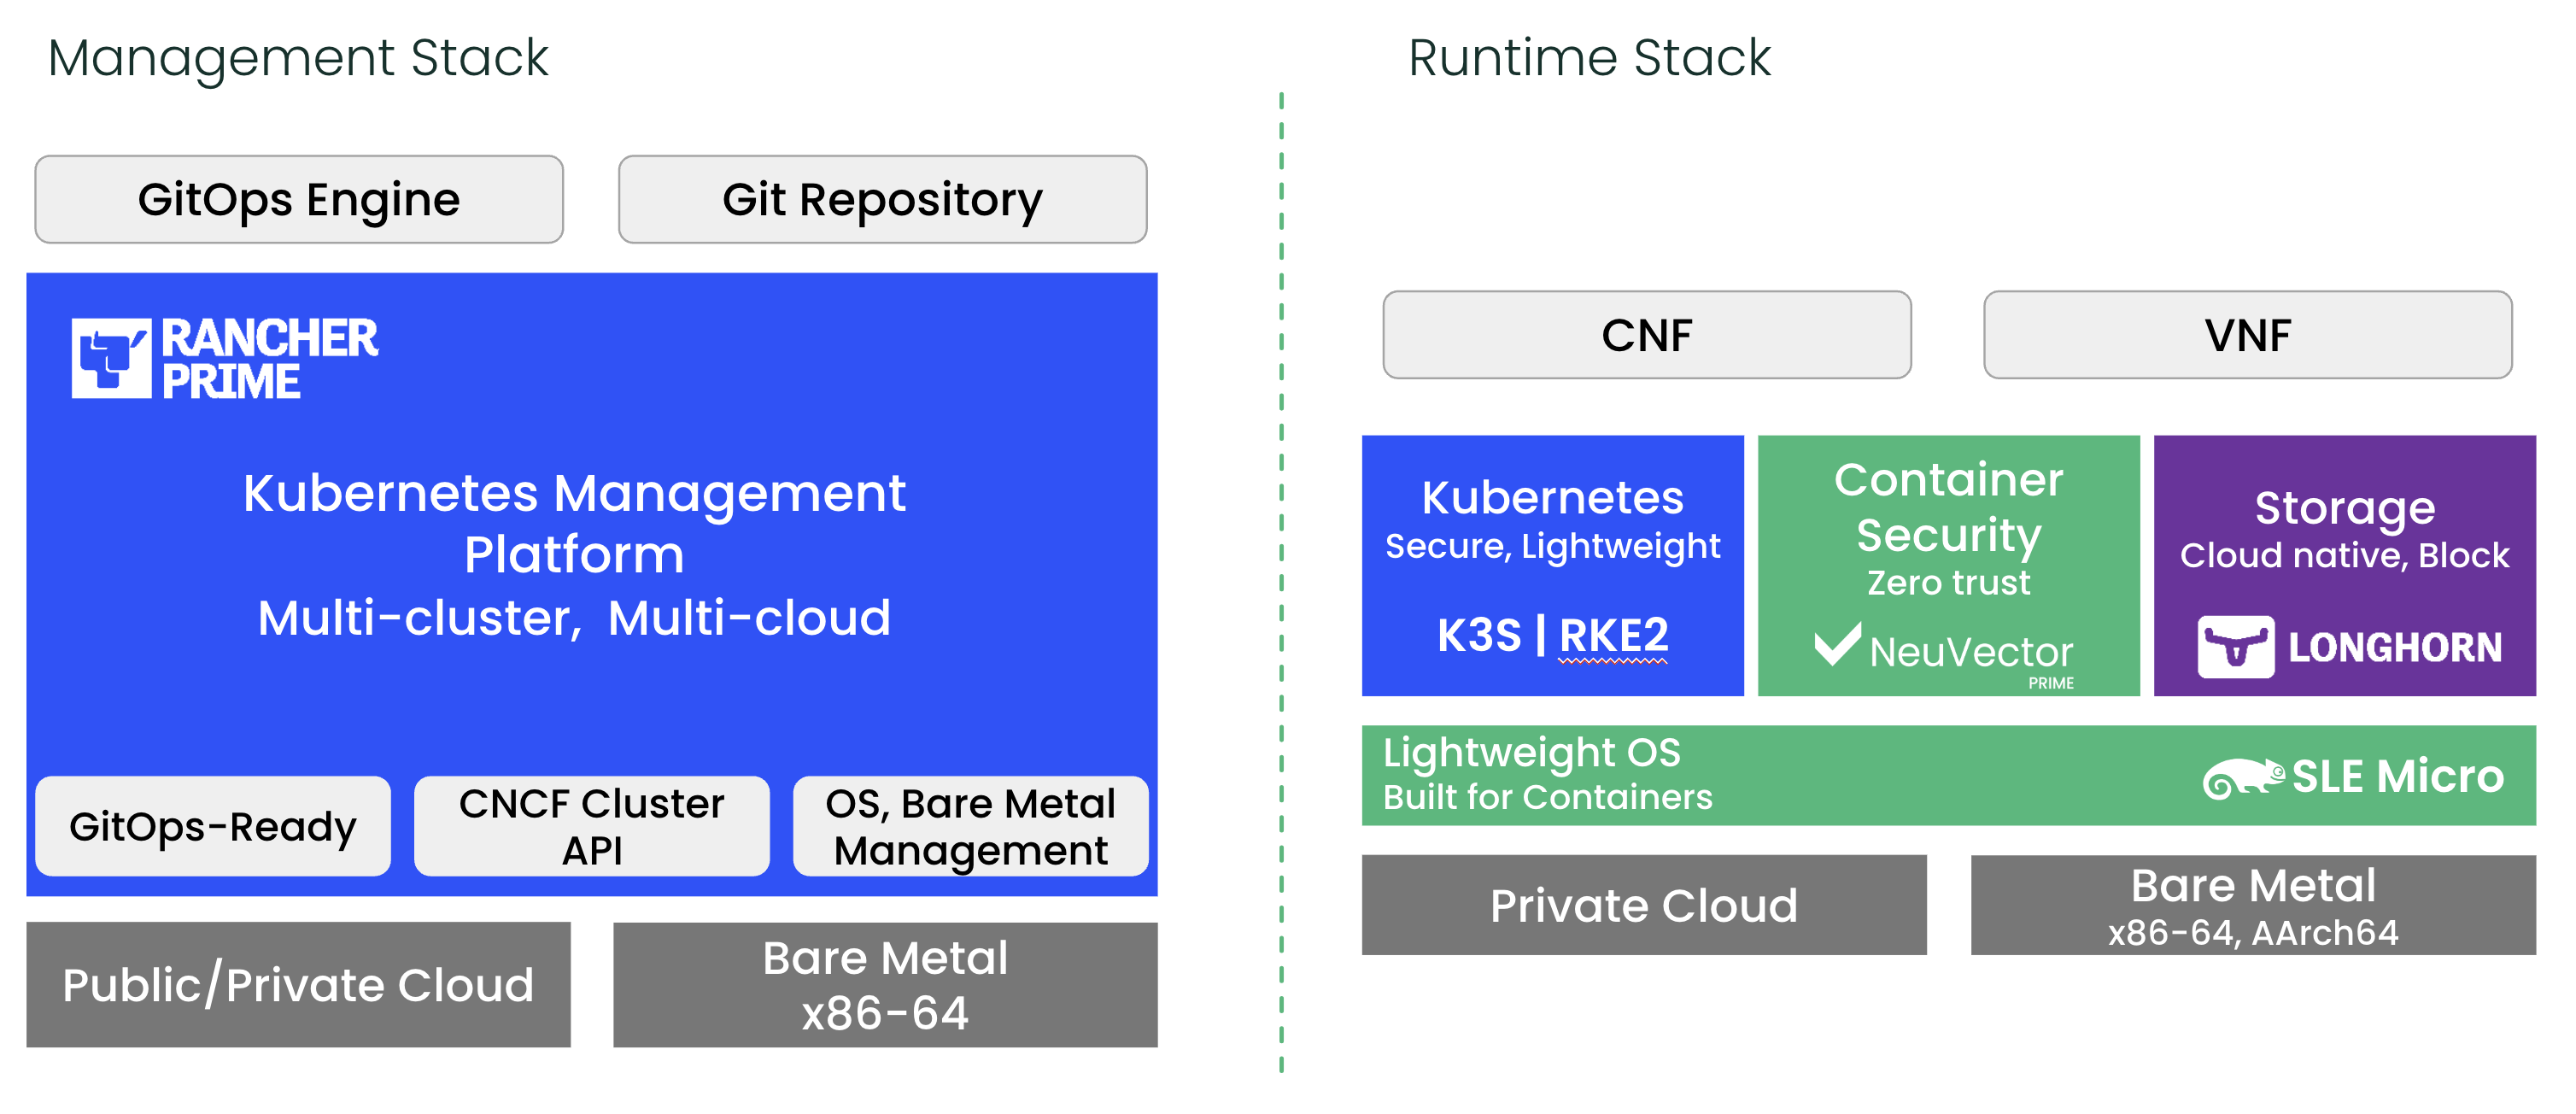 Management Stack
GitOps Engine
Git Repository
RANCHER
PRIME
Kubernetes Management
Platform
Multi-cluster, Multi-cloud
GitOps-Ready
CNCF Cluster
API
OS, Bare Metal
Management
Public/Private Cloud
Bare Metal
x86-64
Runtime Stack
CNF
VNF
Kubernetes
Secure, Lightweight
K3S | RKE2
Container
Security
Zero trust
NeuVector
PRIME
Storage
Cloud native, Block
LONGHORN
Lightweight OS
Built for Containers
SLE Micro
Private Cloud
Bare Metal
x86-64, AArch64